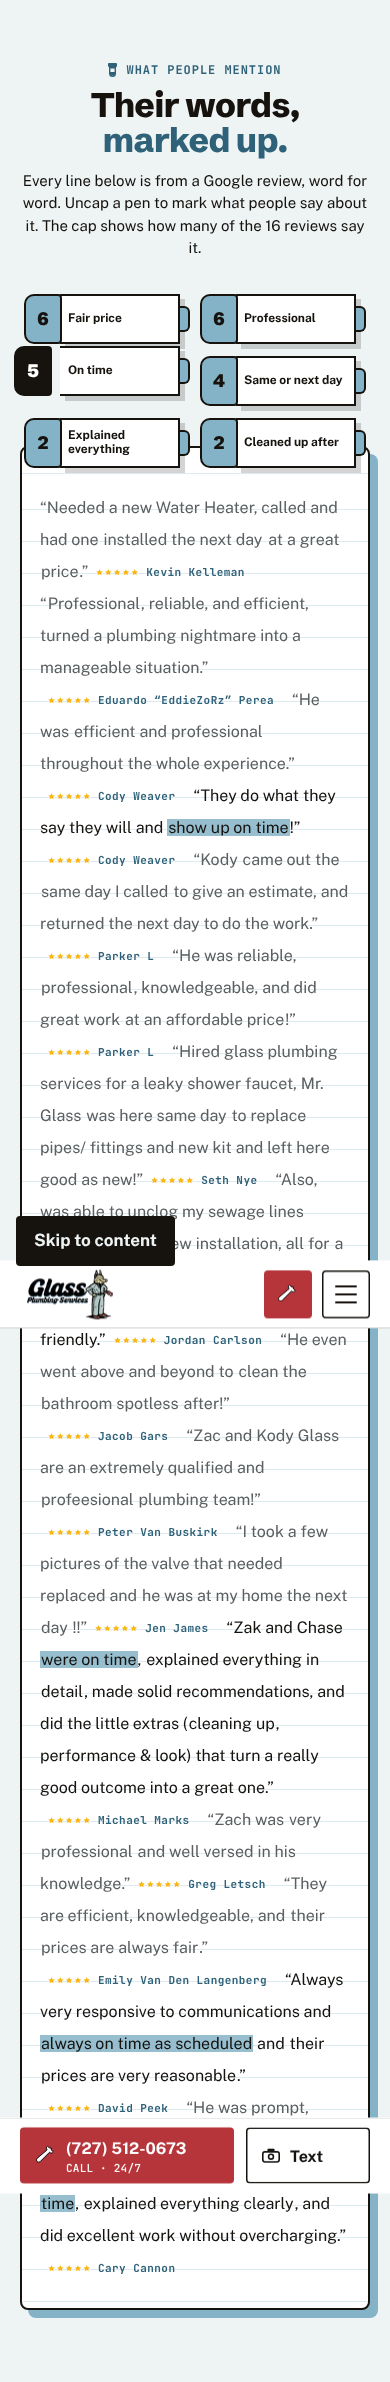 WHAT PEOPLE MENTION
Their words,
marked up.
Every line below is from a Google review, word for
word. Uncap a pen to mark what people say about
it. The cap shows how many of the 16 reviews say
it.
6 Fair price
6 Professional
5 On time
4 Same or next day
2 Explained everything
2 Cleaned up after
“Needed a new Water Heater, called and
had one installed the next day at a great
price.” ★★★★★ Kevin Kelleman
“Professional, reliable, and efficient,
turned a plumbing nightmare into a
manageable situation.”
★★★★★ Eduardo “EddieZoRz” Perea “He
was efficient and professional
throughout the whole experience.”
★★★★★ Cody Weaver “They do what they
say they will and show up on time!”
★★★★★ Cody Weaver “Kody came out the
same day I called to give an estimate, and
returned the next day to do the work.”
★★★★★ Parker L “He was reliable,
professional, knowledgeable, and did
great work at an affordable price!”
★★★★★ Parker L “Hired glass plumbing
services for a leaky shower faucet, Mr.
Glass was here same day to replace
pipes/ fittings and new kit and left here
good as new!” ★★★★★ Seth Nye “Also,
was able to unclog my sewage lines
Skip to content
new installation, all for a
Glass
Plumbing Services
friendly.” ★★★★★ Jordan Carlson “He even
went above and beyond to clean the
bathroom spotless after!”
★★★★★ Jacob Gars “Zac and Kody Glass
are an extremely qualified and
profeesional plumbing team!”
★★★★★ Peter Van Buskirk “I took a few
pictures of the valve that needed
replaced and he was at my home the next
day !!” ★★★★★ Jen James “Zak and Chase
were on time, explained everything in
detail, made solid recommendations, and
did the little extras (cleaning up,
performance & look) that turn a really
good outcome into a great one.”
★★★★★ Michael Marks “Zach was very
professional and well versed in his
knowledge.” ★★★★★ Greg Letsch “They
are efficient, knowledgeable, and their
prices are always fair.”
★★★★★ Emily Van Den Langenberg “Always
very responsive to communications and
always on time as scheduled and their
prices are very reasonable.”
★★★★★ David Peek “He was prompt,
(727) 512-0673
CALL · 24/7
Text
time, explained everything clearly, and
did excellent work without overcharging.”
★★★★★ Cary Cannon